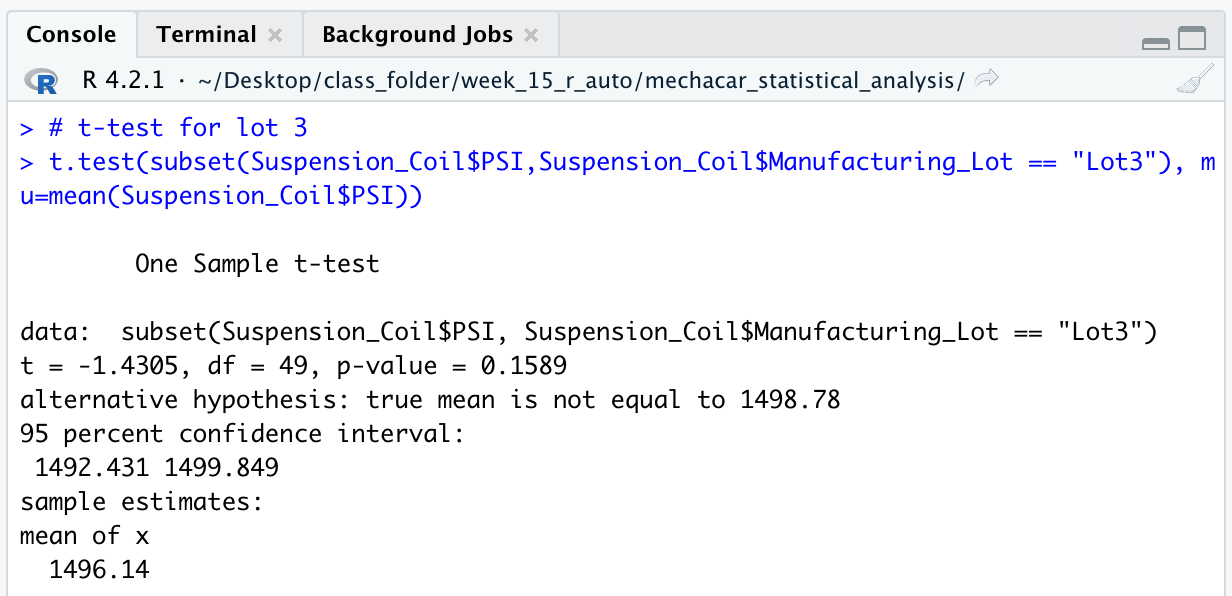 Console Terminal × Background Jobs ×
R R 4.2.1 · ~/Desktop/class_folder/week_15_r_auto/mechacar_statistical_analysis/
> # t-test for lot 3
> t.test(subset(Suspension_Coil$PSI,Suspension_Coil$Manufacturing_Lot == "Lot3"), m
u=mean(Suspension_Coil$PSI))
One Sample t-test
data:  subset(Suspension_Coil$PSI, Suspension_Coil$Manufacturing_Lot == "Lot3")
t = -1.4305, df = 49, p-value = 0.1589
alternative hypothesis: true mean is not equal to 1498.78
95 percent confidence interval:
 1492.431 1499.849
sample estimates:
mean of x
  1496.14